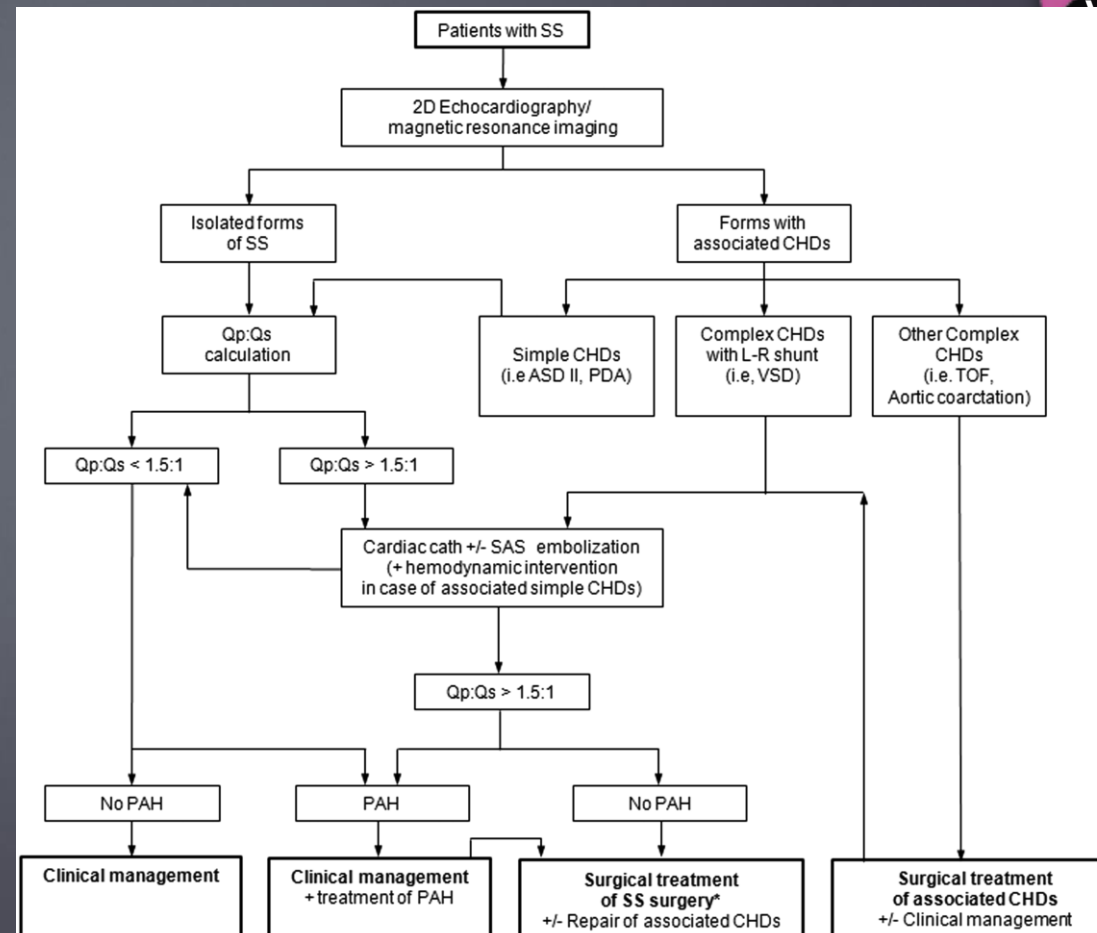 Patients with SS
2D Echocardiography/
magnetic resonance imaging
Isolated forms
of SS
Forms with
associated CHDs
Qp:Qs
calculation
Simple CHDs
(i.e ASD II, PDA)
Complex CHDs
with L-R shunt
(i.e, VSD)
Other Complex
CHDs
(i.e. TOF,
Aortic coarctation)
Qp:Qs < 1.5:1
Qp:Qs > 1.5:1
Cardiac cath +/- SAS embolization
(+ hemodynamic intervention
in case of associated simple CHDs)
Qp:Qs > 1.5:1
No PAH
PAH
No PAH
Clinical management
Clinical management
+ treatment of PAH
Surgical treatment
of SS surgery*
+/- Repair of associated CHDs
Surgical treatment
of associated CHDs
+/- Clinical management